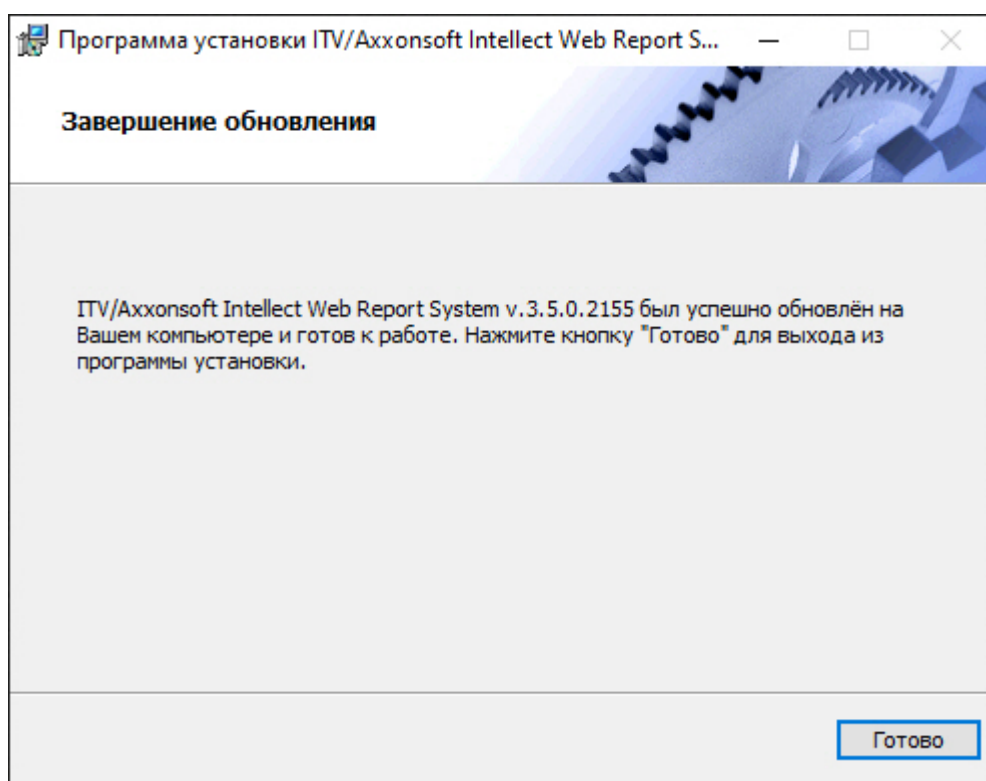 Программа установки ITV/Axxonsoft Intellect Web Report S...
Завершение обновления
ITV/Axxonsoft Intellect Web Report System v.3.5.0.2155 был успешно обновлён на
Вашем компьютере и готов к работе. Нажмите кнопку "Готово" для выхода из
программы установки.
Готово